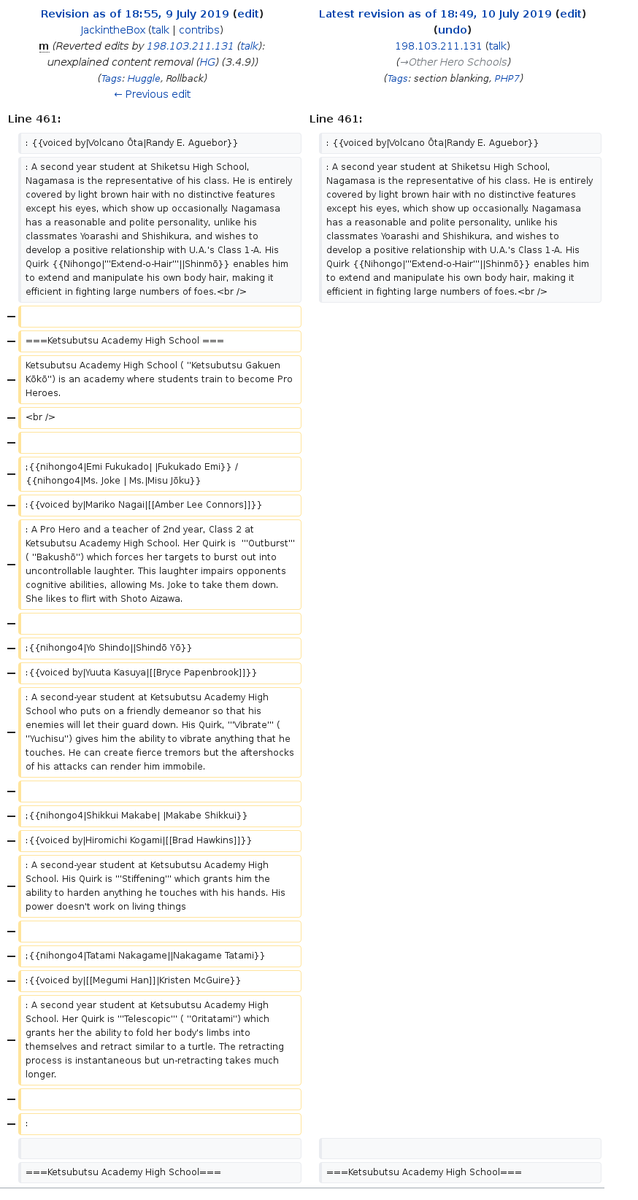 Revision as of 18:55, 9 July 2019 (edit)
JackintheBox (talk | contribs)
m (Reverted edits by 198.103.211.131 (talk):
unexplained content removal (HG) (3.4.9))
(Tags: Huggle, Rollback)
← Previous edit
Latest revision as of 18:49, 10 July 2019 (edit)
(undo)
198.103.211.131 (talk)
(→Other Hero Schools)
(Tags: section blanking, PHP7)
Line 461:
Line 461:
: {{voiced by|Volcano Ōta|Randy E. Aguebor}}
: {{voiced by|Volcano Ōta|Randy E. Aguebor}}
: A second year student at Shiketsu High School,
Nagamasa is the representative of his class. He is entirely
covered by light brown hair with no distinctive features
except his eyes, which show up occasionally. Nagamasa
has a reasonable and polite personality, unlike his
classmates Yoarashi and Shishikura, and wishes to
develop a positive relationship with U.A.'s Class 1-A. His
Quirk {{Nihongo|'''Extend-o-Hair'''||Shinmō}} enables him
to extend and manipulate his own body hair, making it
efficient in fighting large numbers of foes.<br />
: A second year student at Shiketsu High School,
Nagamasa is the representative of his class. He is entirely
covered by light brown hair with no distinctive features
except his eyes, which show up occasionally. Nagamasa
has a reasonable and polite personality, unlike his
classmates Yoarashi and Shishikura, and wishes to
develop a positive relationship with U.A.'s Class 1-A. His
Quirk {{Nihongo|'''Extend-o-Hair'''||Shinmō}} enables him
to extend and manipulate his own body hair, making it
efficient in fighting large numbers of foes.<br />
−
− ===Ketsubutsu Academy High School ===
Ketsubutsu Academy High School ( ''Ketsubutsu Gakuen
− Kōkō'') is an academy where students train to become Pro
Heroes.
− <br />
−
;{{nihongo4|Emi Fukukado| |Fukukado Emi}} /
− {{nihongo4|Ms. Joke | Ms.|Misu Jōku}}
− :{{voiced by|Mariko Nagai|[[Amber Lee Connors]]}}
: A Pro Hero and a teacher of 2nd year, Class 2 at
Ketsubutsu Academy High School. Her Quirk is  '''Outburst'''
− ( ''Bakushō'') which forces her targets to burst out into
uncontrollable laughter. This laughter impairs opponents
cognitive abilities, allowing Ms. Joke to take them down.
She likes to flirt with Shoto Aizawa.
−
− ;{{nihongo4|Yo Shindo||Shindō Yō}}
− :{{voiced by|Yuuta Kasuya|[[Bryce Papenbrook]]}}
: A second-year student at Ketsubutsu Academy High
School who puts on a friendly demeanor so that his
enemies will let their guard down. His Quirk, '''Vibrate''' (
− ''Yuchisu'') gives him the ability to vibrate anything that he
touches. He can create fierce tremors but the aftershocks
of his attacks can render him immobile.
−
− ;{{nihongo4|Shikkui Makabe| |Makabe Shikkui}}
− :{{voiced by|Hiromichi Kogami|[[Brad Hawkins]]}}
: A second-year student at Ketsubutsu Academy High
School. His Quirk is '''Stiffening''' which grants him the
− ability to harden anything he touches with his hands. His
power doesn't work on living things
−
− ;{{nihongo4|Tatami Nakagame||Nakagame Tatami}}
− :{{voiced by|[[Megumi Han]]|Kristen McGuire}}
: A second year student at Ketsubutsu Academy High
School. Her Quirk is '''Telescopic''' ( ''Oritatami'') which
− grants her the ability to fold her body's limbs into
themselves and retract similar to a turtle. The retracting
process is instantaneous but un-retracting takes much
longer.
−
− :
===Ketsubutsu Academy High School===
===Ketsubutsu Academy High School===